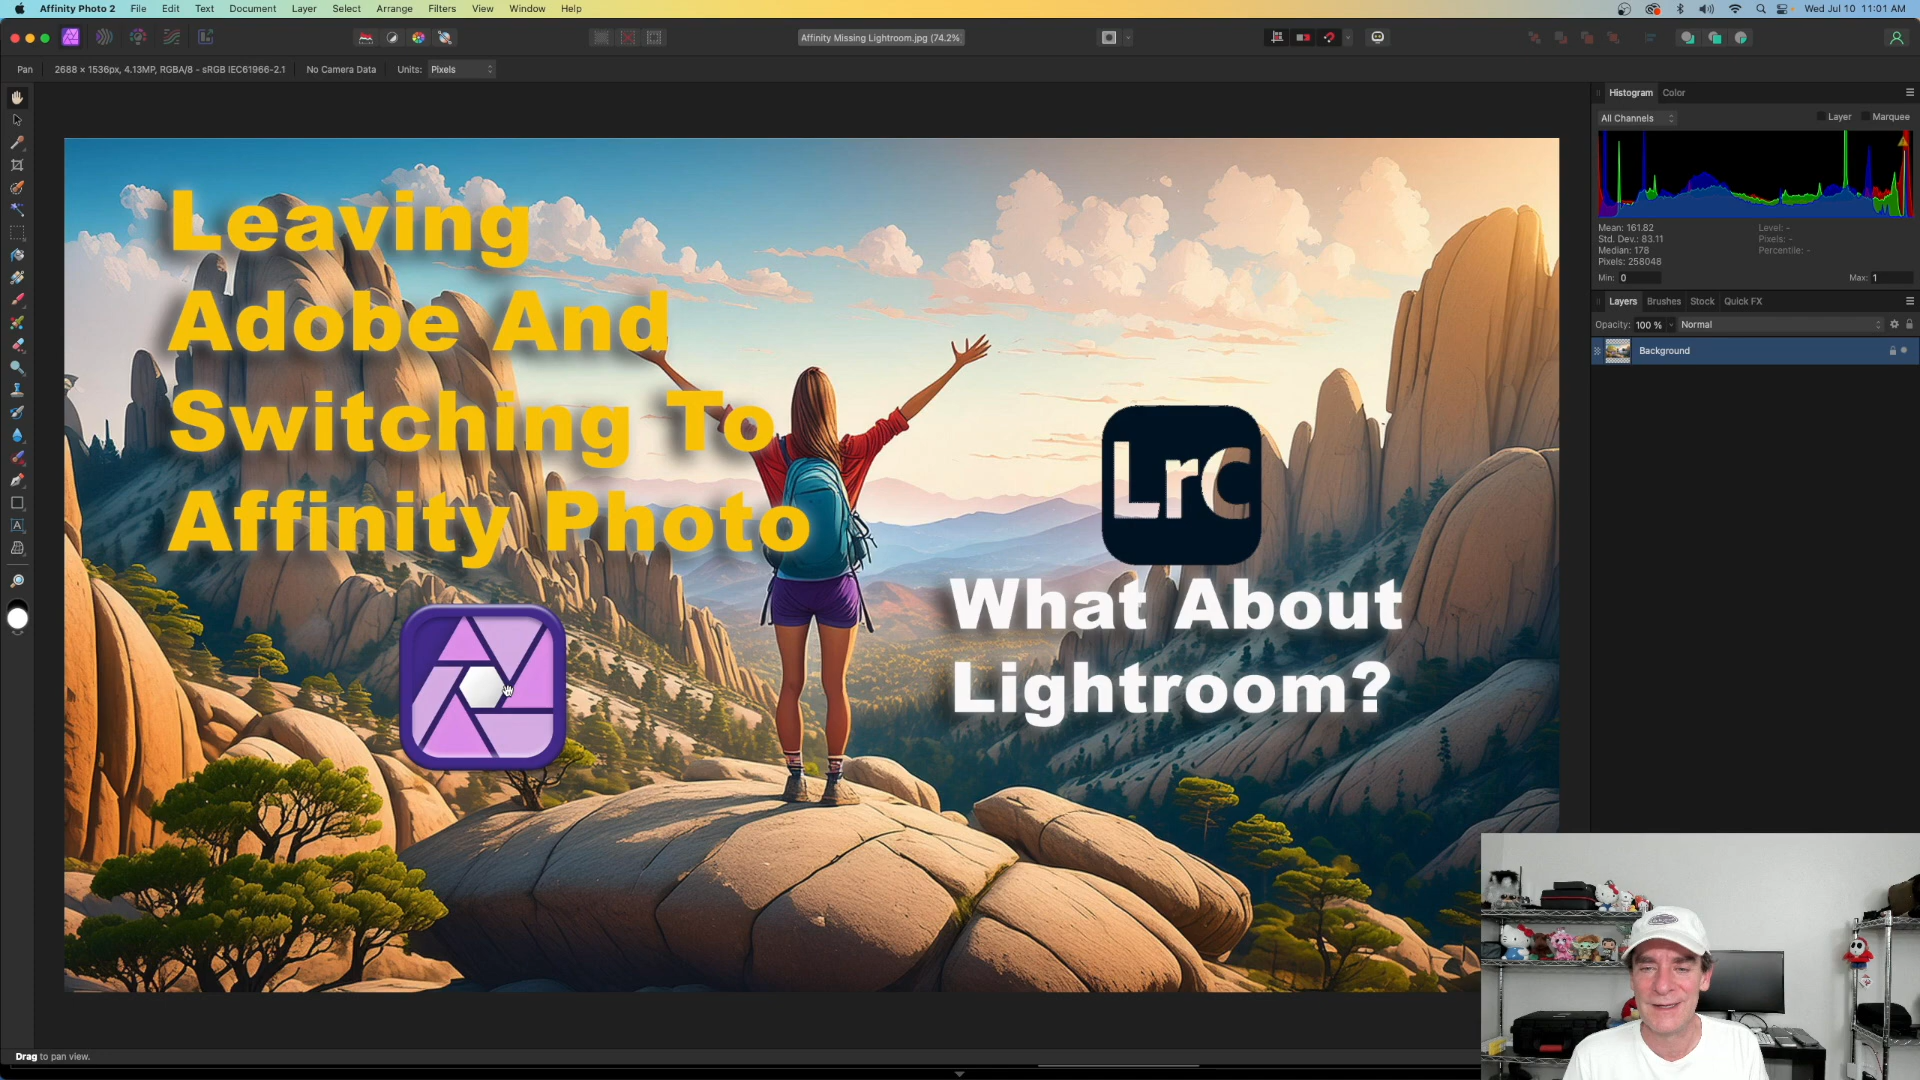 Affinity Photo 2 File Edit Text Document Layer Select Arrange Filters View Window Help Wed Jul 10 11:01 AM
Affinity Missing Lightroom.jpg (74.2%
Pan 2688 × 1536px, 4.13MP, RGBA/8 - sRGB IEC61966-2.1 No Camera Data Units: Pixels
Histogram Color
All Channels Layer Marquee
Mean: 161.82 Level: -
Std. Dev.: 83.11 Pixels: -
Median: 178 Percentile: -
Pixels: 258048
Min: 0 Max: 1
Layers Brushes Stock Quick FX
Opacity: 100 % Normal
Background
Leaving
Adobe And
Switching To
Affinity Photo
LrC
What About
Lightroom?
Drag to pan view.